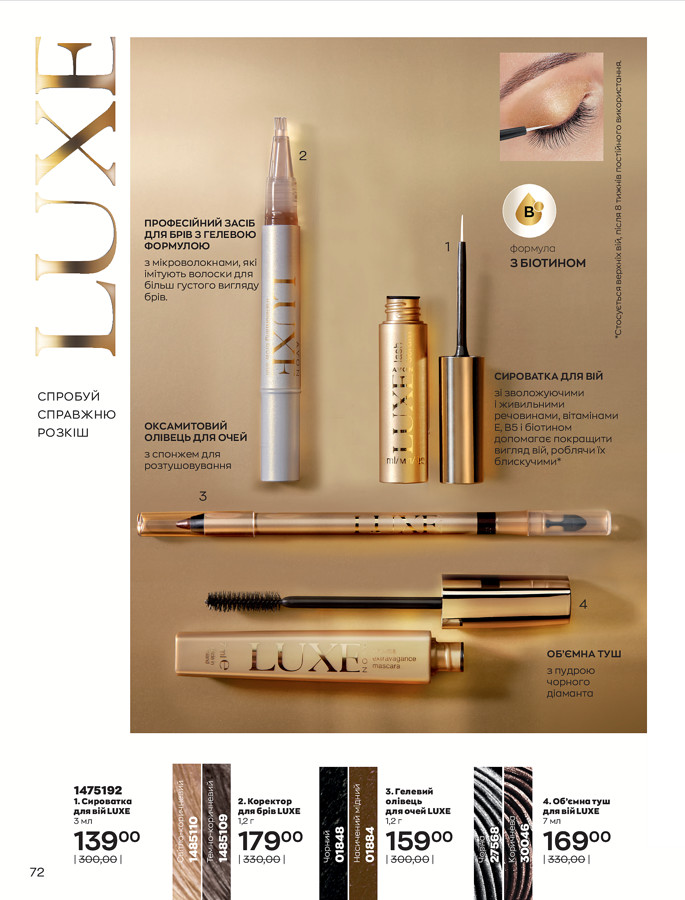 LUXE
СПРОБУЙ
СПРАВЖНЮ
РОЗКІШ
2
ПРОФЕСІЙНИЙ ЗАСІБ
ДЛЯ БРІВ З ГЕЛЕВОЮ
ФОРМУЛОЮ
з мікроволокнами, які
імітують волоски для
більш густого вигляду
брів.
LUXE
*Стосується верхніх вій, після 8 тижнів постійного використання.
B
формула
З БІОТИНОМ
1
LUXE
СИРОВАТКА ДЛЯ ВІЙ
зі зволожуючими
і живильними
речовинами, вітамінами
Е, В5 і біотином
допомагає покращити
вигляд вій, роблячи їх
блискучими*
ОКСАМИТОВИЙ
ОЛІВЕЦЬ ДЛЯ ОЧЕЙ
з спонжем для
розтушовування
3
LUXE
4
LUXE
extravagance
mascara
ОБ'ЄМНА ТУШ
з пудрою
чорного
діаманта
1475192
1. Сироватка
для вій LUXE
3 мл
13900
|300,00|
1485110
Темно-коричневий
1485109
2. Коректор
для брів LUXE
1,2 г
17900
|330,00|
Чорний
01848
Насичений мідний
01884
3. Гелевий
олівець
для очей LUXE
1,2 г
15900
|300,00|
Чорна
27568
Коричнева
30046
4. Об'ємна туш
для вій LUXE
7 мл
16900
|330,00|
72